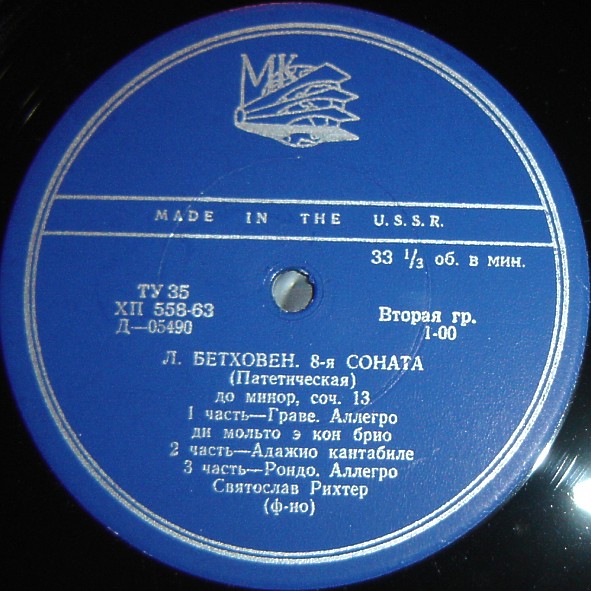 МК
MADE IN THE U.S.S.R.
33 1/3 об. в мин.
ТУ 35
ХП 558-63
Д—05490
Вторая гр.
1-00
Л. БЕТХОВЕН. 8-я СОНАТА
(Патетическая)
до минор, соч. 13
1 часть—Граве. Аллегро
ди мольто э кон брио
2 часть—Адажио кантабиле
3 часть—Рондо. Аллегро
Святослав Рихтер
(ф-но)